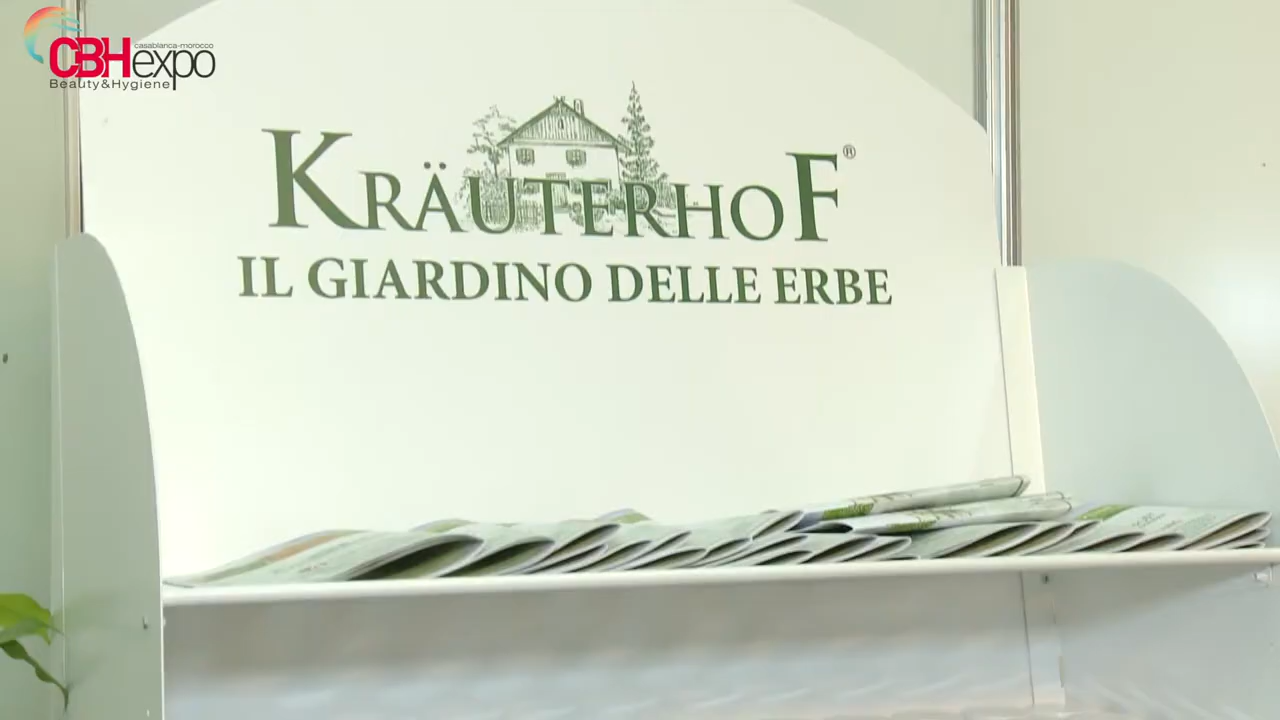 casablanca-morocco
CBHexpo
Beauty&Hygiene
KRÄUTERHOF®
IL GIARDINO DELLE ERBE